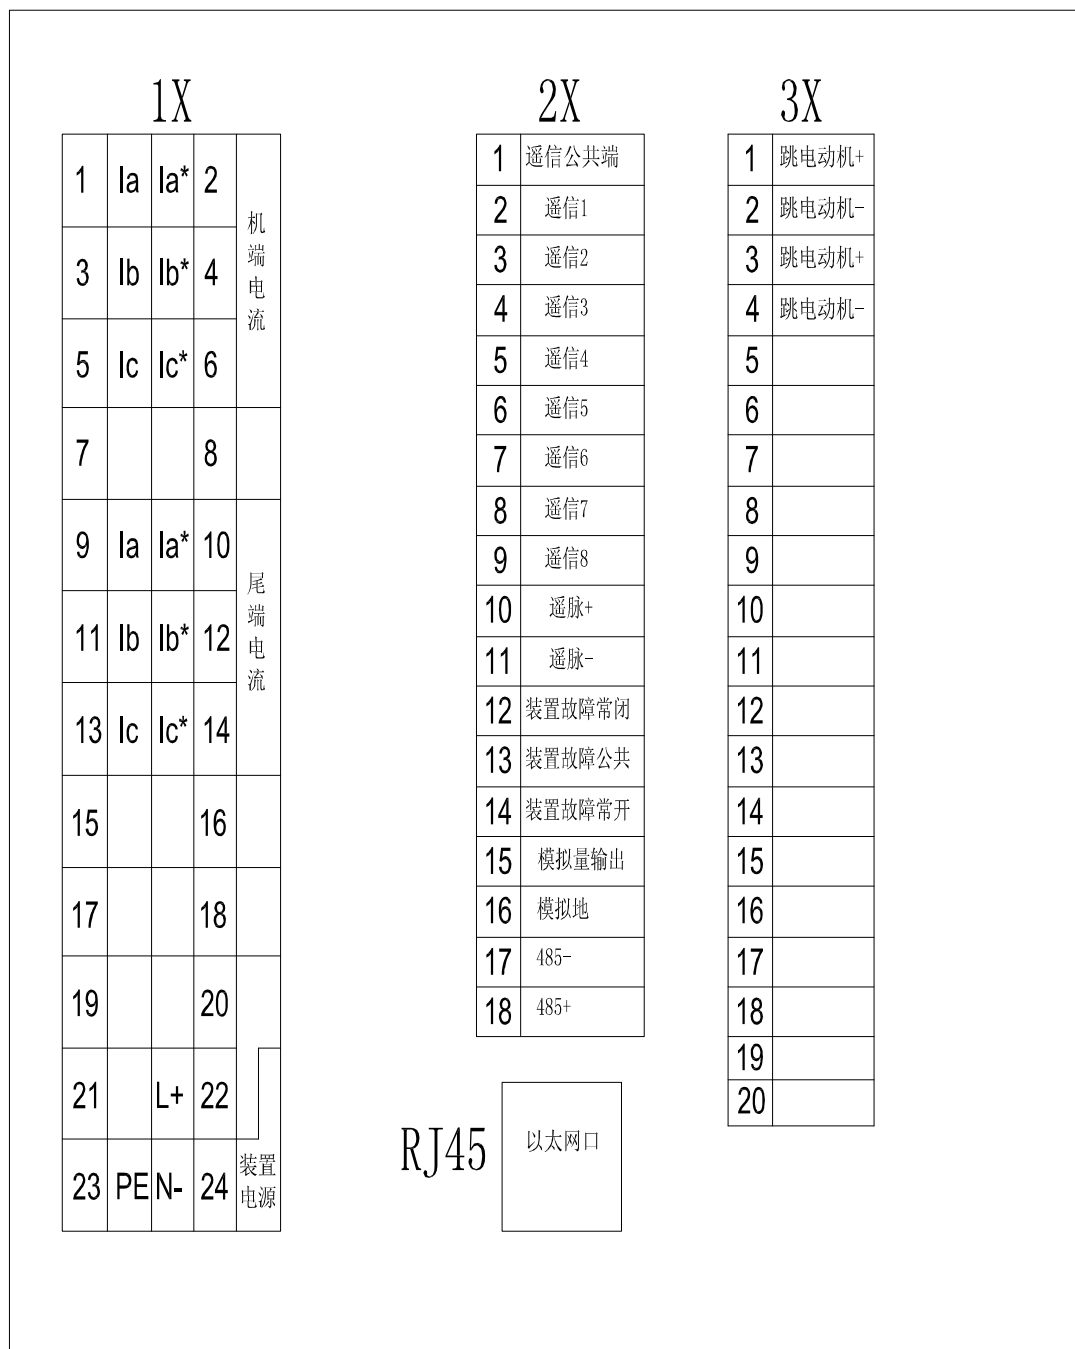 1X
1 Ia Ia* 2
3 Ib Ib* 4
5 Ic Ic* 6
机端电流
7 8
9 Ia Ia* 10
11 Ib Ib* 12
13 Ic Ic* 14
尾端电流
15 16
17 18
19 20
21 L+ 22
23 PE N- 24
装置
电源
2X
1 遥信公共端
2 遥信1
3 遥信2
4 遥信3
5 遥信4
6 遥信5
7 遥信6
8 遥信7
9 遥信8
10 遥脉+
11 遥脉-
12 装置故障常闭
13 装置故障公共
14 装置故障常开
15 模拟量输出
16 模拟地
17 485-
18 485+
RJ45
以太网口
3X
1 跳电动机+
2 跳电动机-
3 跳电动机+
4 跳电动机-
5
6
7
8
9
10
11
12
13
14
15
16
17
18
19
20